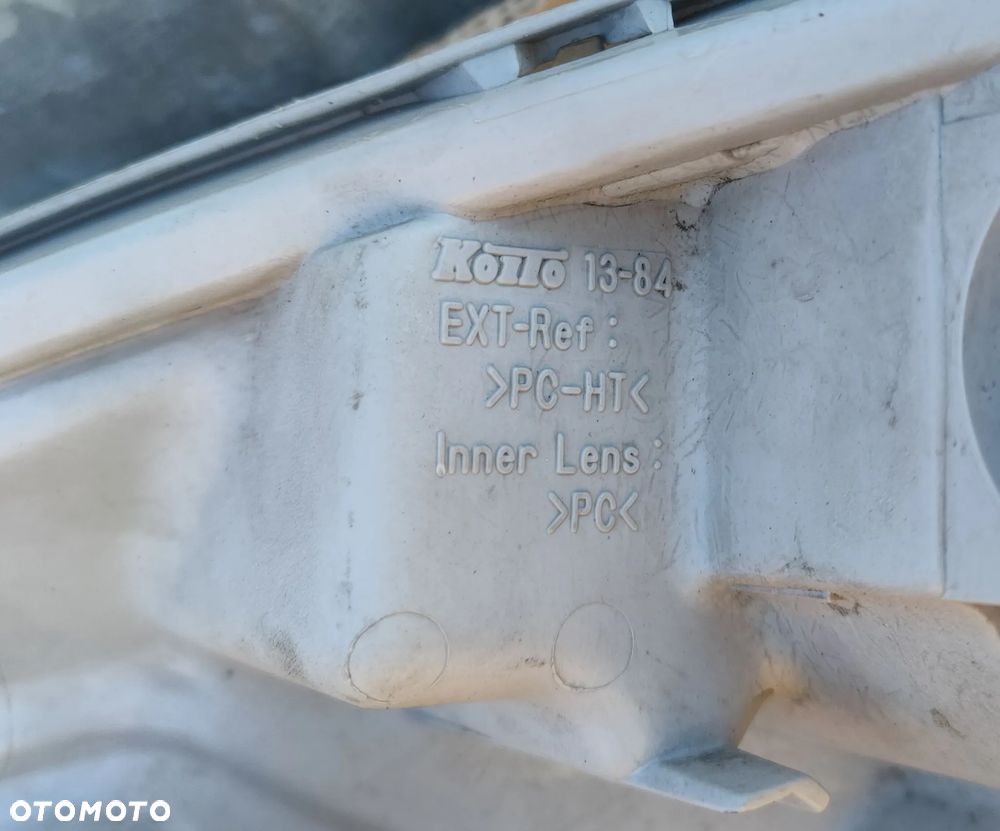 KOITO 13-84
EXT-Ref:
>PC-HT<
Inner Lens:
>PC<
OTOMOTO